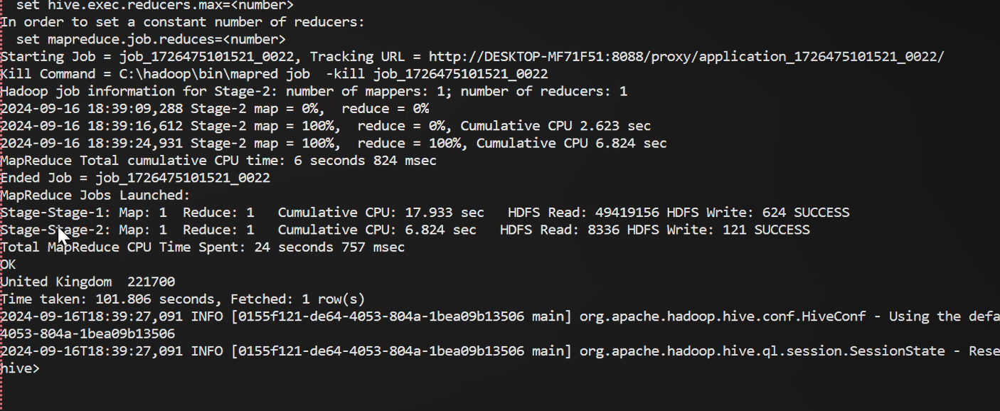 set hive.exec.reducers.max=<number>
In order to set a constant number of reducers:
set mapreduce.job.reduces=<number>
Starting Job = job_1726475101521_0022, Tracking URL = http://DESKTOP-MF71F51:8088/proxy/application_1726475101521_0022/
Kill Command = C:\hadoop\bin\mapred job  -kill job_1726475101521_0022
Hadoop job information for Stage-2: number of mappers: 1; number of reducers: 1
2024-09-16 18:39:09,288 Stage-2 map = 0%,  reduce = 0%
2024-09-16 18:39:16,612 Stage-2 map = 100%,  reduce = 0%, Cumulative CPU 2.623 sec
2024-09-16 18:39:24,931 Stage-2 map = 100%,  reduce = 100%, Cumulative CPU 6.824 sec
MapReduce Total cumulative CPU time: 6 seconds 824 msec
Ended Job = job_1726475101521_0022
MapReduce Jobs Launched:
Stage-Stage-1: Map: 1  Reduce: 1   Cumulative CPU: 17.933 sec   HDFS Read: 49419156 HDFS Write: 624 SUCCESS
Stage-Stage-2: Map: 1  Reduce: 1   Cumulative CPU: 6.824 sec   HDFS Read: 8336 HDFS Write: 121 SUCCESS
Total MapReduce CPU Time Spent: 24 seconds 757 msec
OK
United Kingdom  221700
Time taken: 101.806 seconds, Fetched: 1 row(s)
2024-09-16T18:39:27,091 INFO [0155f121-de64-4053-804a-1bea09b13506 main] org.apache.hadoop.hive.conf.HiveConf - Using the defa
4053-804a-1bea09b13506
2024-09-16T18:39:27,091 INFO [0155f121-de64-4053-804a-1bea09b13506 main] org.apache.hadoop.hive.ql.session.SessionState - Rese
hive>